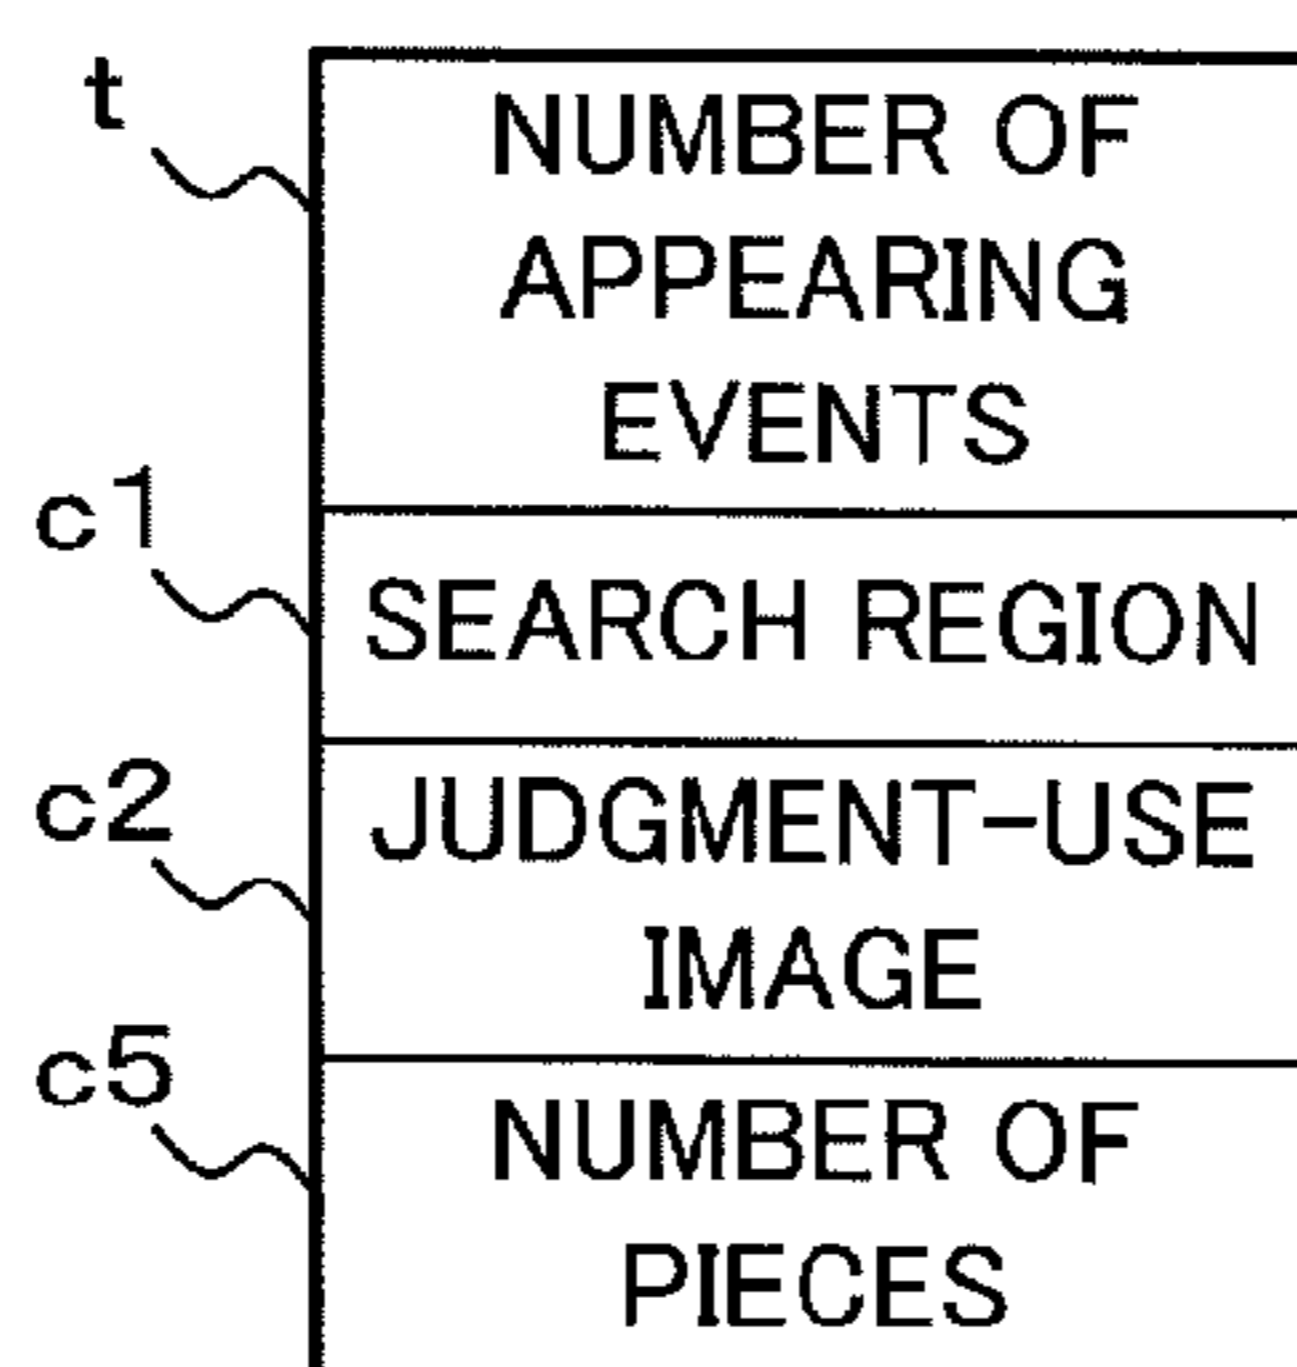 t
NUMBER OF
APPEARING
EVENTS
c1
SEARCH REGION
c2
JUDGMENT-USE
IMAGE
c5
NUMBER OF
PIECES